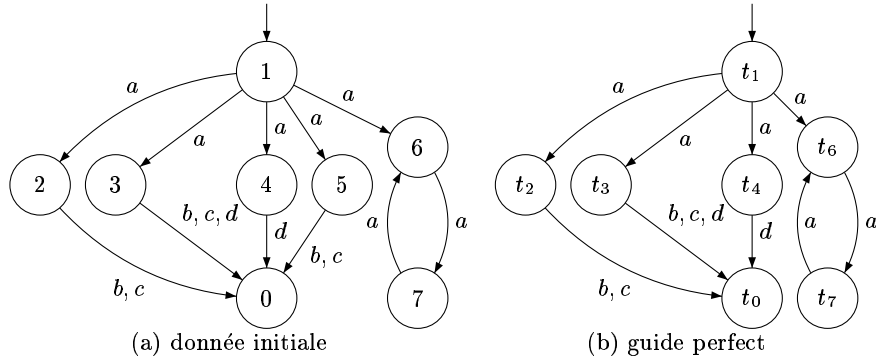 1
a
a
a
a
a
2
3
4
5
6
b, c, d
d
b, c
a
a
b, c
0
7
(a) donnée initiale
t₁
a
a
a
a
t₂
t₃
t₄
t₆
b, c, d
d
a
a
b, c
t₀
t₇
(b) guide perfect